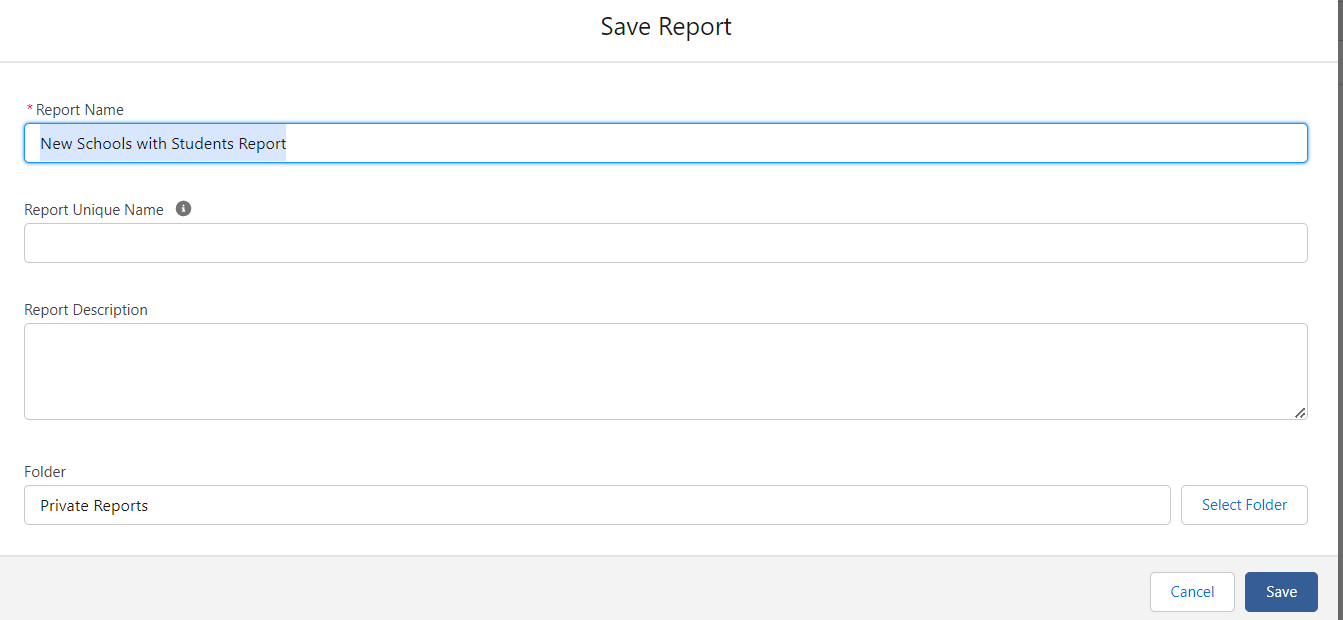 Save Report
* Report Name
New Schools with Students Report
Report Unique Name
Report Description
Folder
Private Reports
Select Folder
Cancel
Save